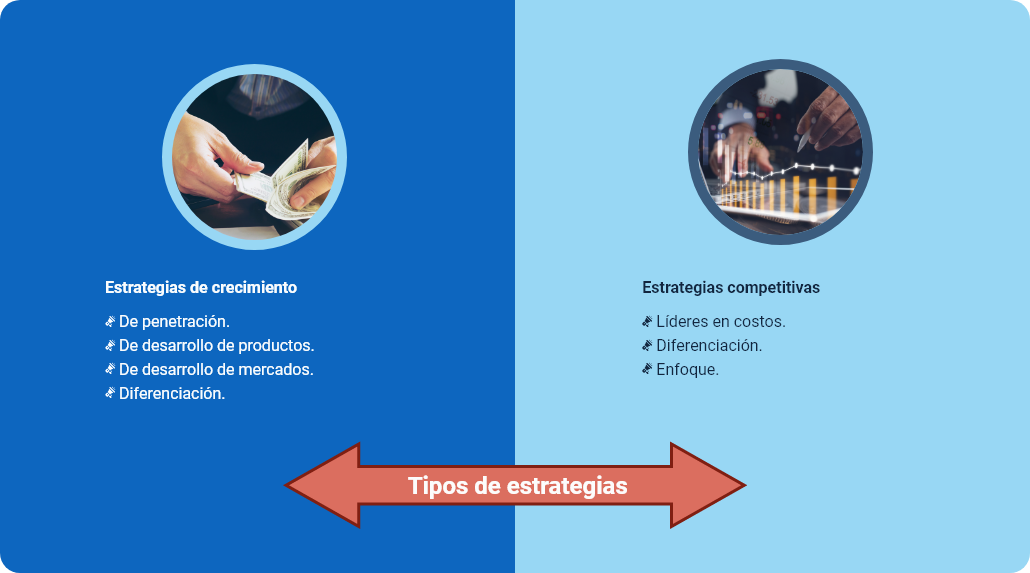 Estrategias de crecimiento
De penetración.
De desarrollo de productos.
De desarrollo de mercados.
Diferenciación.
Estrategias competitivas
Líderes en costos.
Diferenciación.
Enfoque.
Tipos de estrategias